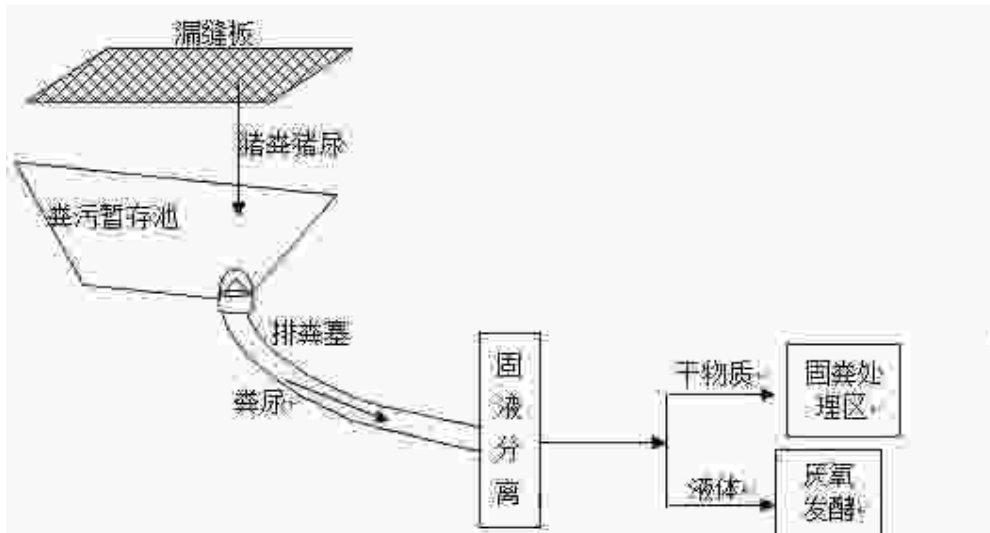 漏缝板
猪粪猪尿
粪污暂存池
排粪塞
粪尿
固
液
分
离
干物质
固粪处
理区
液体
厌氧
发酵